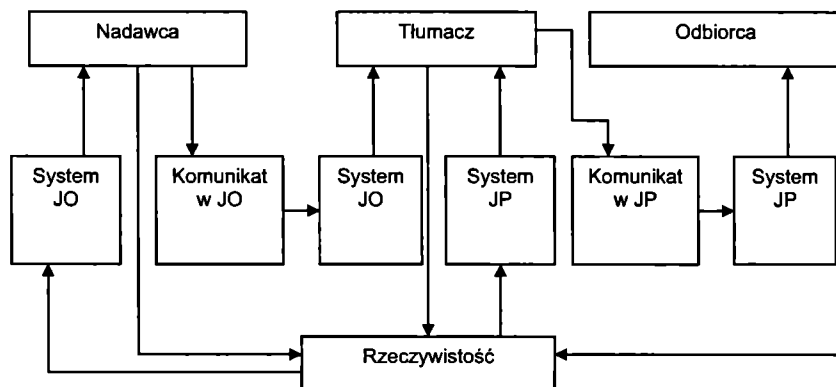 Nadawca
Tłumacz
Odbiorca
System
JO
Komunikat
w JO
System
JO
System
JP
Komunikat
w JP
System
JP
Rzeczywistość